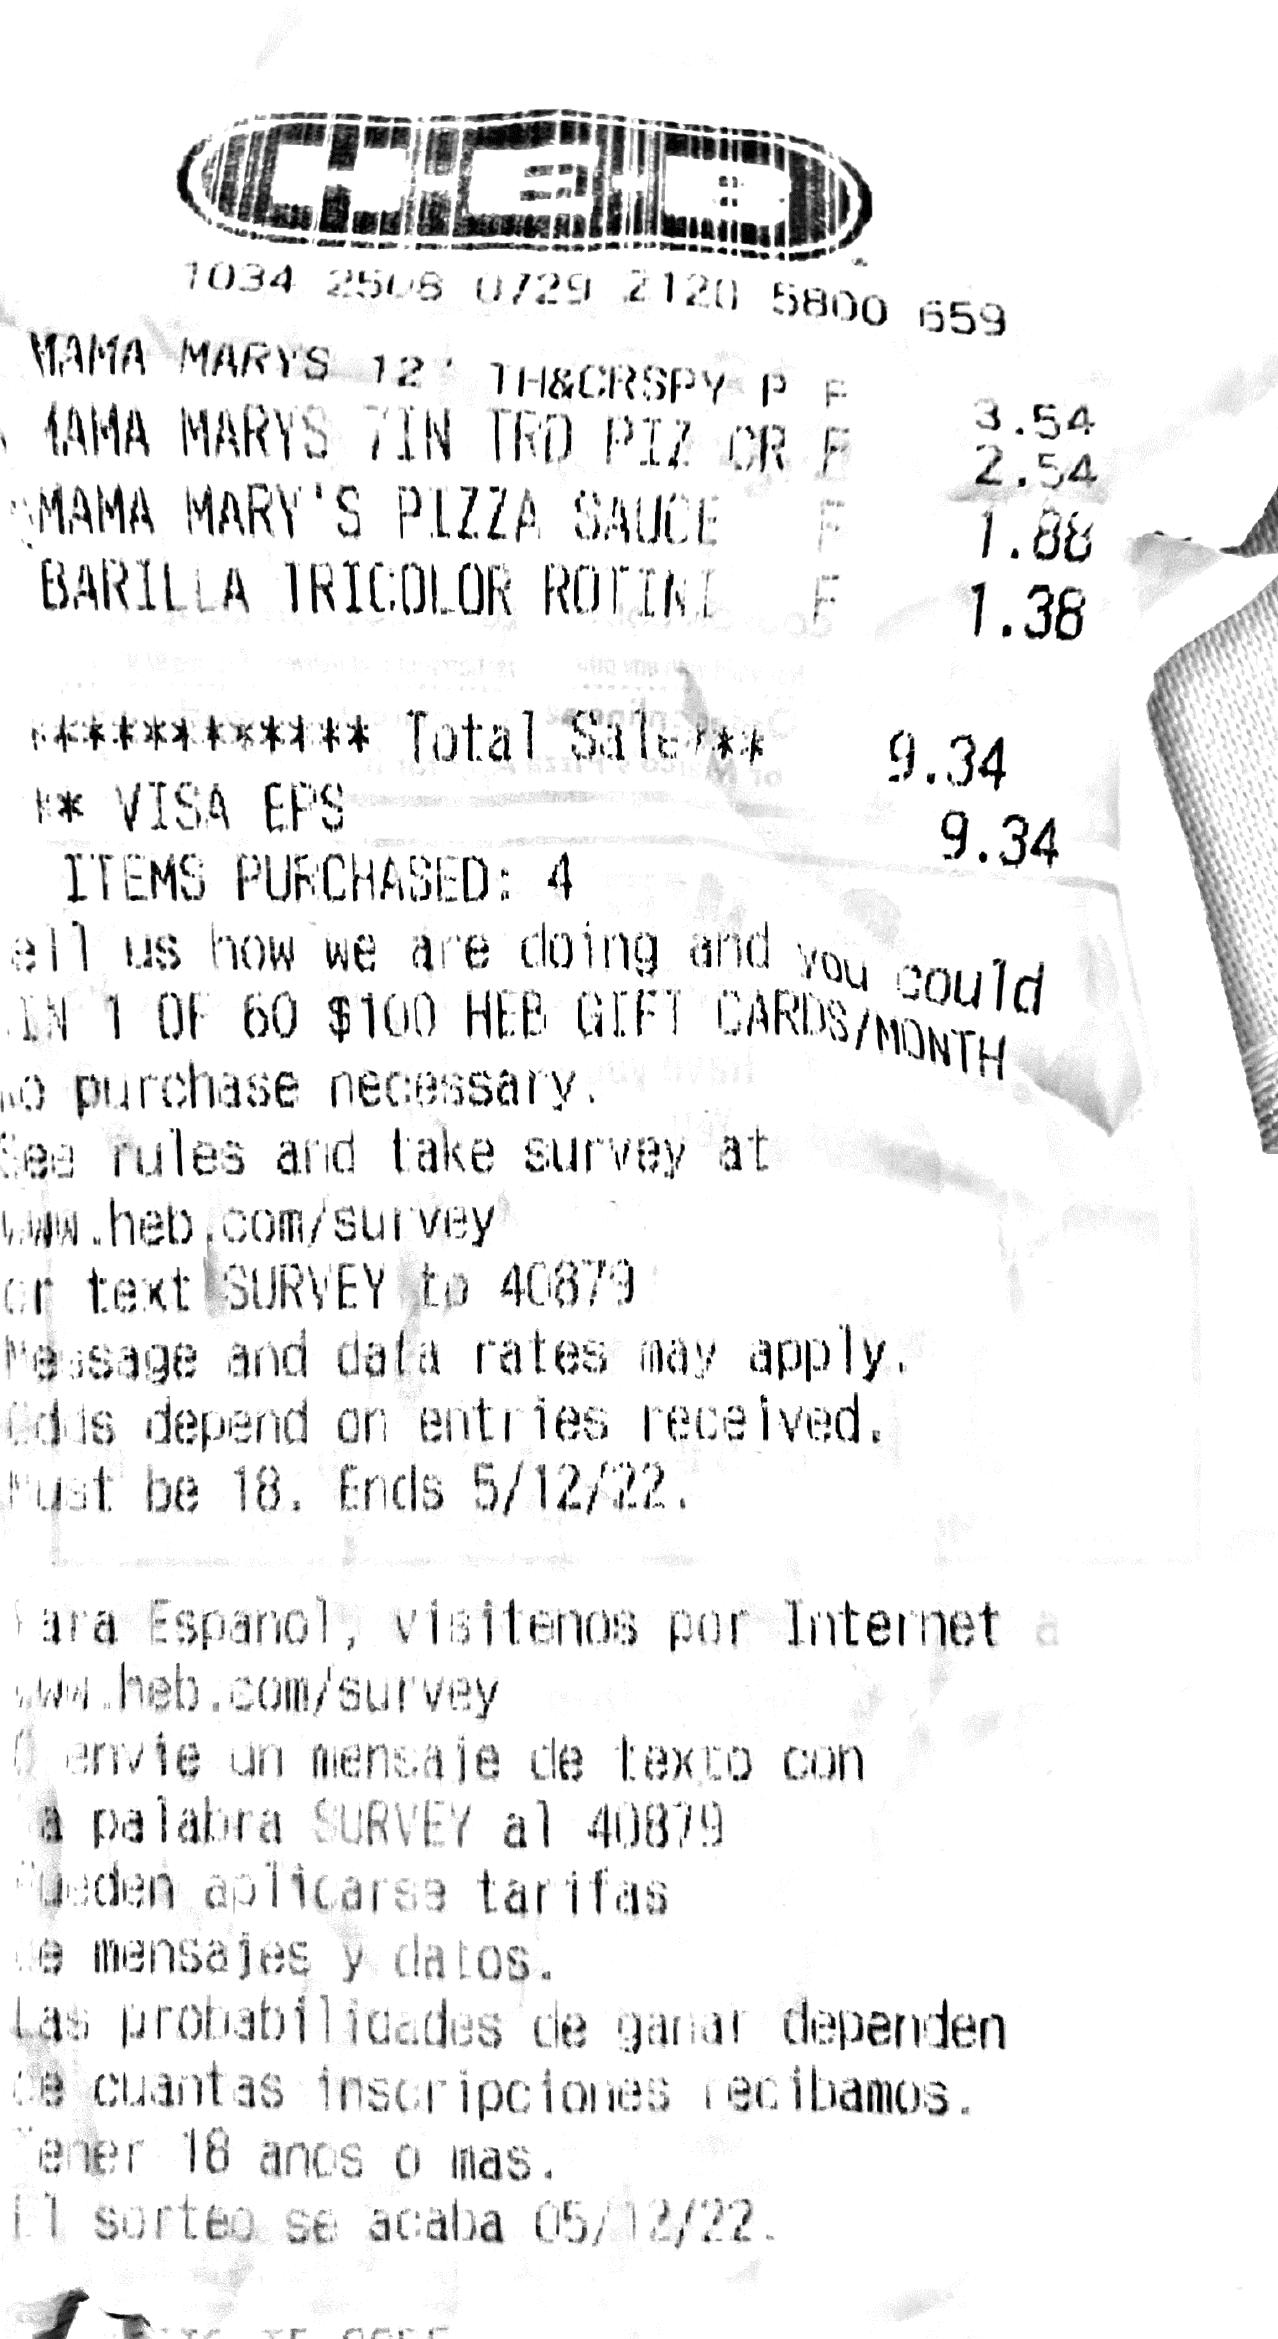 H-E-B
1034 2508 0729 2120 5800 659
MAMA MARYS 12" TH&CRSPY P F 3.54
MAMA MARYS 7IN TRD PIZ CR F 2.54
MAMA MARY'S PIZZA SAUCE F 1.88
BARILLA TRICOLOR ROTINI F 1.38
************ Total Sale*** 9.34
** VISA EPS 9.34
ITEMS PURCHASED: 4
ell us how we are doing and you could
IN 1 OF 60 $100 HEB GIFT CARDS/MONTH
No purchase necessary.
See rules and take survey at
www.heb.com/survey
or text SURVEY to 40879
Message and data rates may apply.
Odds depend on entries received.
Must be 18. Ends 5/12/22.
Para Espanol, visitenos por Internet a
www.heb.com/survey
O envie un mensaje de texto con
la palabra SURVEY al 40879
Pueden aplicarse tarifas
de mensajes y datos.
Las probabilidades de ganar dependen
de cuantas inscripciones recibamos.
Tener 18 anos o mas.
El sorteo se acaba 05/12/22.